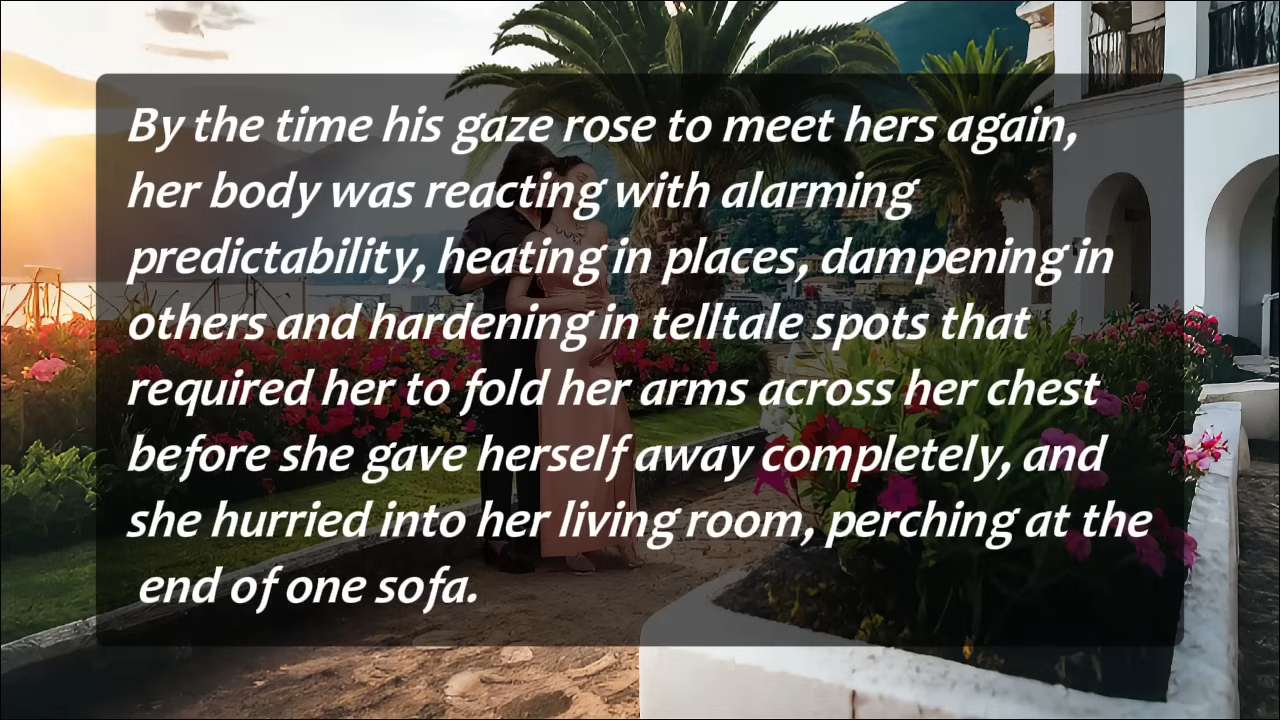 By the time his gaze rose to meet hers again,
her body was reacting with alarming
predictability, heating in places, dampening in
others and hardening in telltale spots that
required her to fold her arms across her chest
before she gave herself away completely, and
she hurried into her living room, perching at the
end of one sofa.